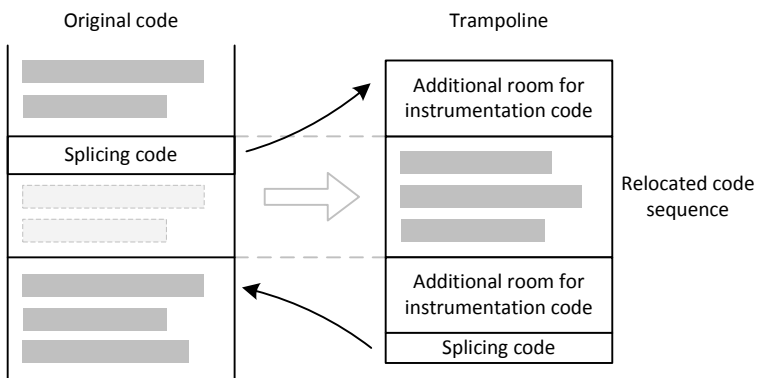 Original code
Trampoline
Additional room for
instrumentation code
Splicing code
Relocated code
sequence
Additional room for
instrumentation code
Splicing code